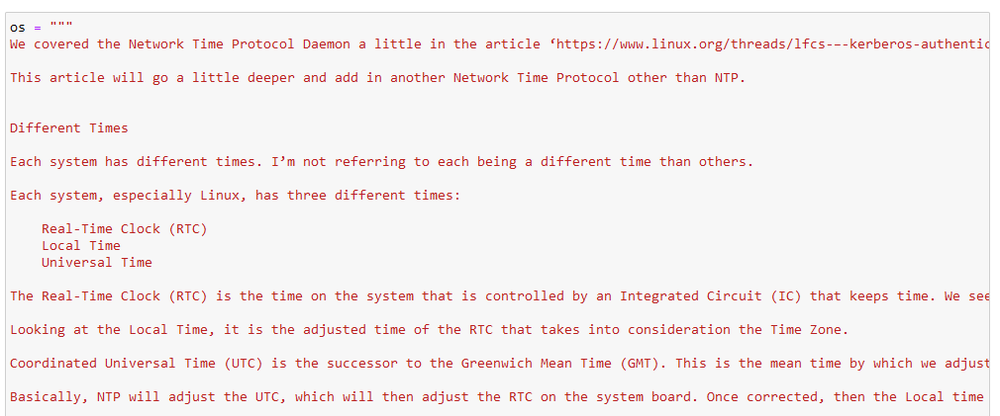 os = """
We covered the Network Time Protocol Daemon a little in the article ‘https://www.linux.org/threads/lfcs---kerberos-authentic
This article will go a little deeper and add in another Network Time Protocol other than NTP.
Different Times
Each system has different times. I’m not referring to each being a different time than others.
Each system, especially Linux, has three different times:
Real-Time Clock (RTC)
Local Time
Universal Time
The Real-Time Clock (RTC) is the time on the system that is controlled by an Integrated Circuit (IC) that keeps time. We see
Looking at the Local Time, it is the adjusted time of the RTC that takes into consideration the Time Zone.
Coordinated Universal Time (UTC) is the successor to the Greenwich Mean Time (GMT). This is the mean time by which we adjust
Basically, NTP will adjust the UTC, which will then adjust the RTC on the system board. Once corrected, then the Local time